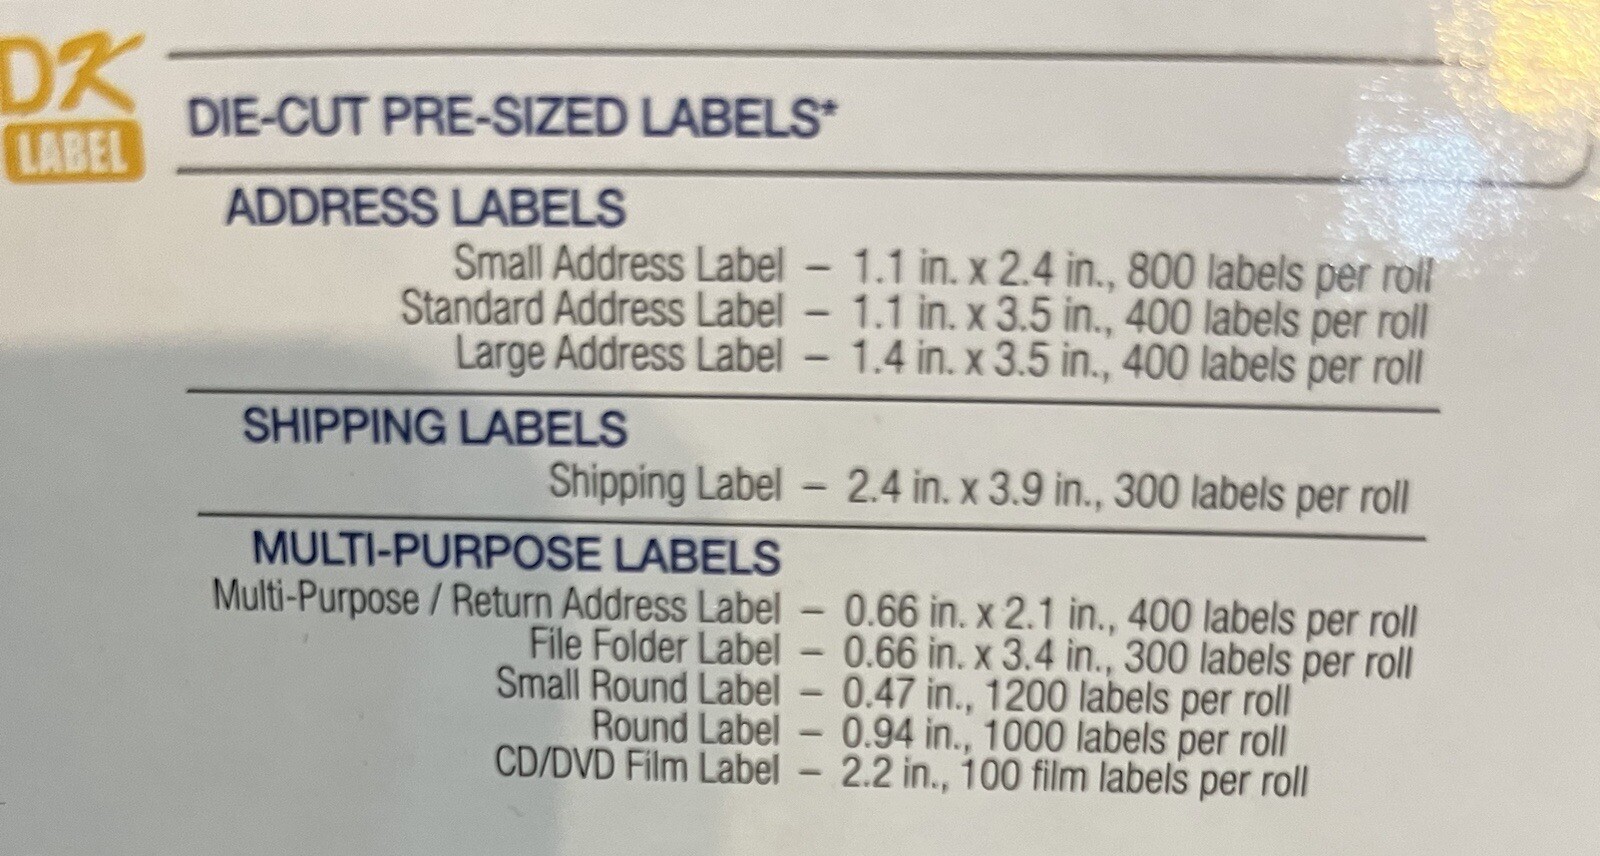 DK
LABEL
DIE-CUT PRE-SIZED LABELS*
ADDRESS LABELS
Small Address Label – 1.1 in. x 2.4 in., 800 labels per roll
Standard Address Label – 1.1 in. x 3.5 in., 400 labels per roll
Large Address Label – 1.4 in. x 3.5 in., 400 labels per roll
SHIPPING LABELS
Shipping Label – 2.4 in. x 3.9 in., 300 labels per roll
MULTI-PURPOSE LABELS
Multi-Purpose / Return Address Label – 0.66 in. x 2.1 in., 400 labels per roll
File Folder Label – 0.66 in. x 3.4 in., 300 labels per roll
Small Round Label – 0.47 in., 1200 labels per roll
Round Label – 0.94 in., 1000 labels per roll
CD/DVD Film Label – 2.2 in., 100 film labels per roll